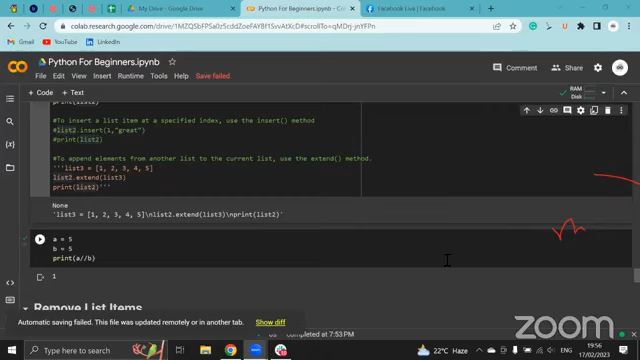 My Drive - Google Drive
Python For Beginners.ipynb - Col
Facebook Live | Facebook
colab.research.google.com/drive/
Gmail
YouTube
Maps
LinkedIn
Python For Beginners.ipynb
File Edit View Insert Runtime Tools Help Save failed
Comment
Share
+ Code + Text
RAM
Disk
print(list2)
#To insert a list item at a specified index, use the insert() method
#list2.insert(1,"great")
#print(list2)
#To append elements from another list to the current list, use the extend() method.
'''list3 = [1, 2, 3, 4, 5]
list2.extend(list3)
print(list2)'''
None
'list3 = [1, 2, 3, 4, 5]\nlist2.extend(list3)\nprint(list2)'
a = 5
b = 5
print(a//b)
1
Remove List Items
Automatic saving failed. This file was updated remotely or in another tab. Show diff
completed at 7:53 PM
zoom
Type here to search
22°C Haze
ENG
19:56
17/02/2023